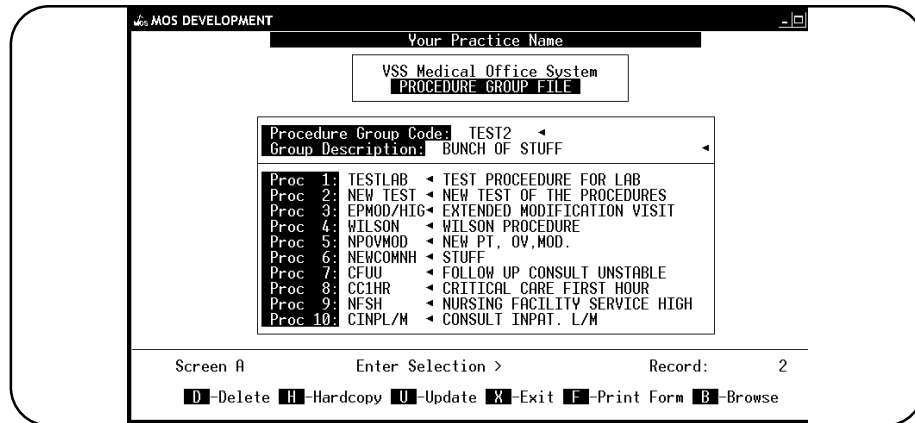 MOS MOS DEVELOPMENT
Your Practice Name
VSS Medical Office System
PROCEDURE GROUP FILE
Procedure Group Code: TEST2
Group Description: BUNCH OF STUFF
Proc 1: TESTLAB TEST PROCEEDURE FOR LAB
Proc 2: NEW TEST NEW TEST OF THE PROCEDURES
Proc 3: EPMOD/HIG EXTENDED MODIFICATION VISIT
Proc 4: WILSON WILSON PROCEDURE
Proc 5: NPOVMOD NEW PT, OV,MOD.
Proc 6: NEWCOMNH STUFF
Proc 7: CFUU FOLLOW UP CONSULT UNSTABLE
Proc 8: CC1HR CRITICAL CARE FIRST HOUR
Proc 9: NFSH NURSING FACILITY SERVICE HIGH
Proc 10: CINPL/M CONSULT INPAT. L/M
Screen A Enter Selection > Record: 2
D-Delete H-Hardcopy U-Update X-Exit F-Print Form B-Browse